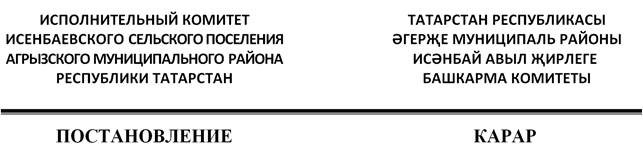 ИСПОЛНИТЕЛЬНЫЙ КОМИТЕТ
ИСЕНБАЕВСКОГО СЕЛЬСКОГО ПОСЕЛЕНИЯ
АГРЫЗСКОГО МУНИЦИПАЛЬНОГО РАЙОНА
РЕСПУБЛИКИ ТАТАРСТАН
ТАТАРСТАН РЕСПУБЛИКАСЫ
ӘГЕРҖЕ МУНИЦИПАЛЬ РАЙОНЫ
ИСӘНБАЙ АВЫЛ ҖИРЛЕГЕ
БАШКАРМА КОМИТЕТЫ
ПОСТАНОВЛЕНИЕ
КАРАР